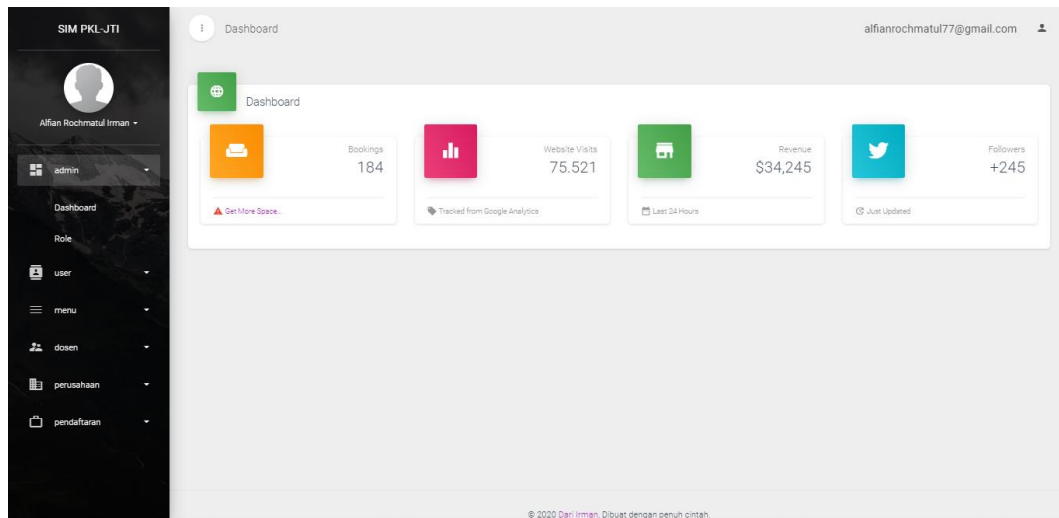 SIM PKL-JTI
Alfian Rochmatul Irman
admin
Dashboard
Role
user
menu
dosen
perusahaan
pendaftaran
Dashboard
alfianrochmatul77@gmail.com
Dashboard
Bookings
184
Get More Space...
Website Visits
75.521
Tracked from Google Analytics
Revenue
$34,245
Last 24 Hours
Followers
+245
Just Updated
© 2020 Dari Irman, Dibuat dengan penuh cintah.